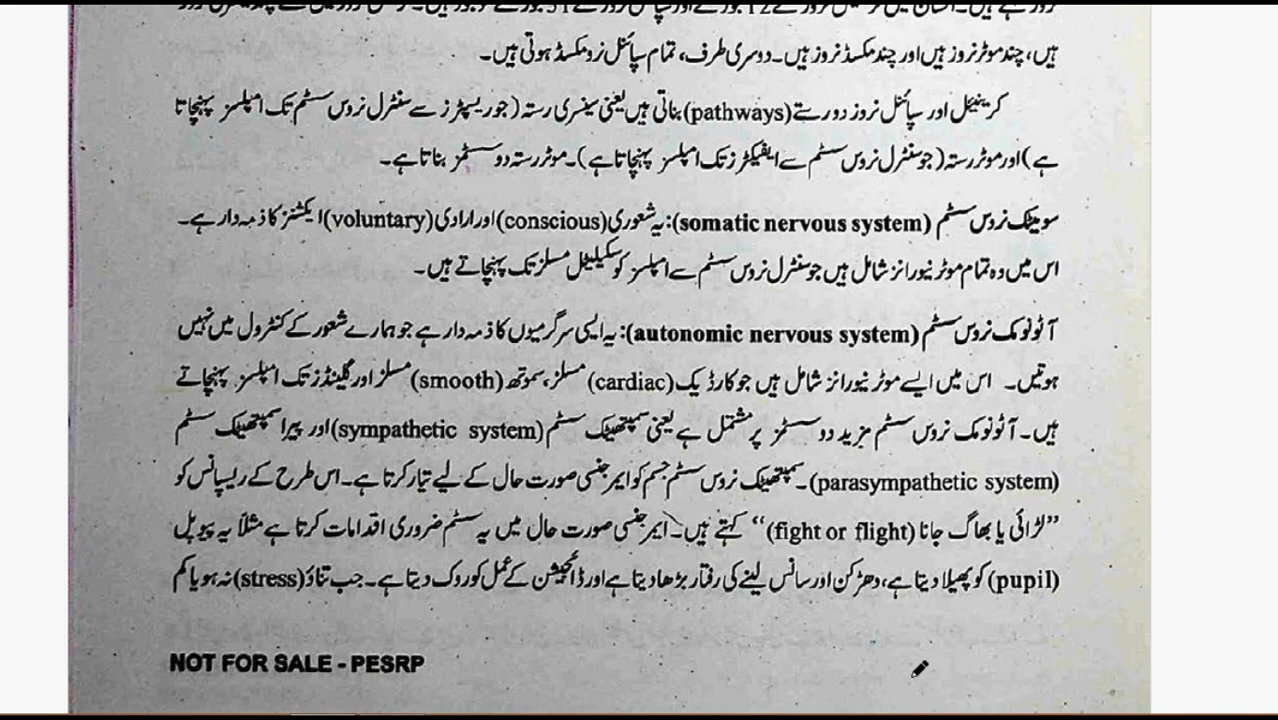 ہیں، چند موٹر نروز ہیں اور چند مکسڈ نروز ہیں۔ دوسری طرف، تمام سپائنل نروز مکسڈ ہوتی ہیں۔
کرینیئل اور سپائنل نروز دو رستے (pathways) بناتی ہیں یعنی سینسری رستہ (جو ریسپٹرز سے سنٹرل نروس سسٹم تک امپلسز پہنچاتا
ہے) اور موٹر رستہ (جو سنٹرل نروس سسٹم سے ایفیکٹرز تک امپلسز پہنچاتا ہے)۔ موٹر رستہ دو سسٹمز بناتا ہے۔
سومیٹک نروس سسٹم (somatic nervous system): یہ شعوری (conscious) اور ارادی (voluntary) ایکشنز کا ذمہ دار ہے۔
اس میں وہ تمام موٹر نیورانز شامل ہیں جو سنٹرل نروس سسٹم سے امپلسز کو سکیلیٹل مسلز تک پہنچاتے ہیں۔
آٹونومک نروس سسٹم (autonomic nervous system): یہ ایسی سرگرمیوں کا ذمہ دار ہے جو ہمارے شعور کے کنٹرول میں نہیں
ہوتیں۔ اس میں ایسے موٹر نیورانز شامل ہیں جو کارڈیک (cardiac) مسلز، سموتھ (smooth) مسلز اور گلینڈز تک امپلسز پہنچاتے
ہیں۔ آٹونومک نروس سسٹم مزید دو سسٹمز پر مشتمل ہے یعنی سمپتھیٹک سسٹم (sympathetic system) اور پیراسمپتھیٹک سسٹم
(parasympathetic system)۔ سمپتھیٹک نروس سسٹم جسم کو ایمرجنسی صورت حال کے لیے تیار کرتا ہے۔ اس طرح کے ریسپانس کو
”لڑائی یا بھاگ جانا (fight or flight)“ کہتے ہیں۔ ایمرجنسی صورت حال میں یہ سسٹم ضروری اقدامات کرتا ہے مثلاً یہ پیوپل
(pupil) کو پھیلا دیتا ہے، دھڑکن اور سانس لینے کی رفتار بڑھا دیتا ہے اور ڈائجیشن کے عمل کو روک دیتا ہے۔ جب تناؤ (stress) نہ ہو یا کم
NOT FOR SALE - PESRP